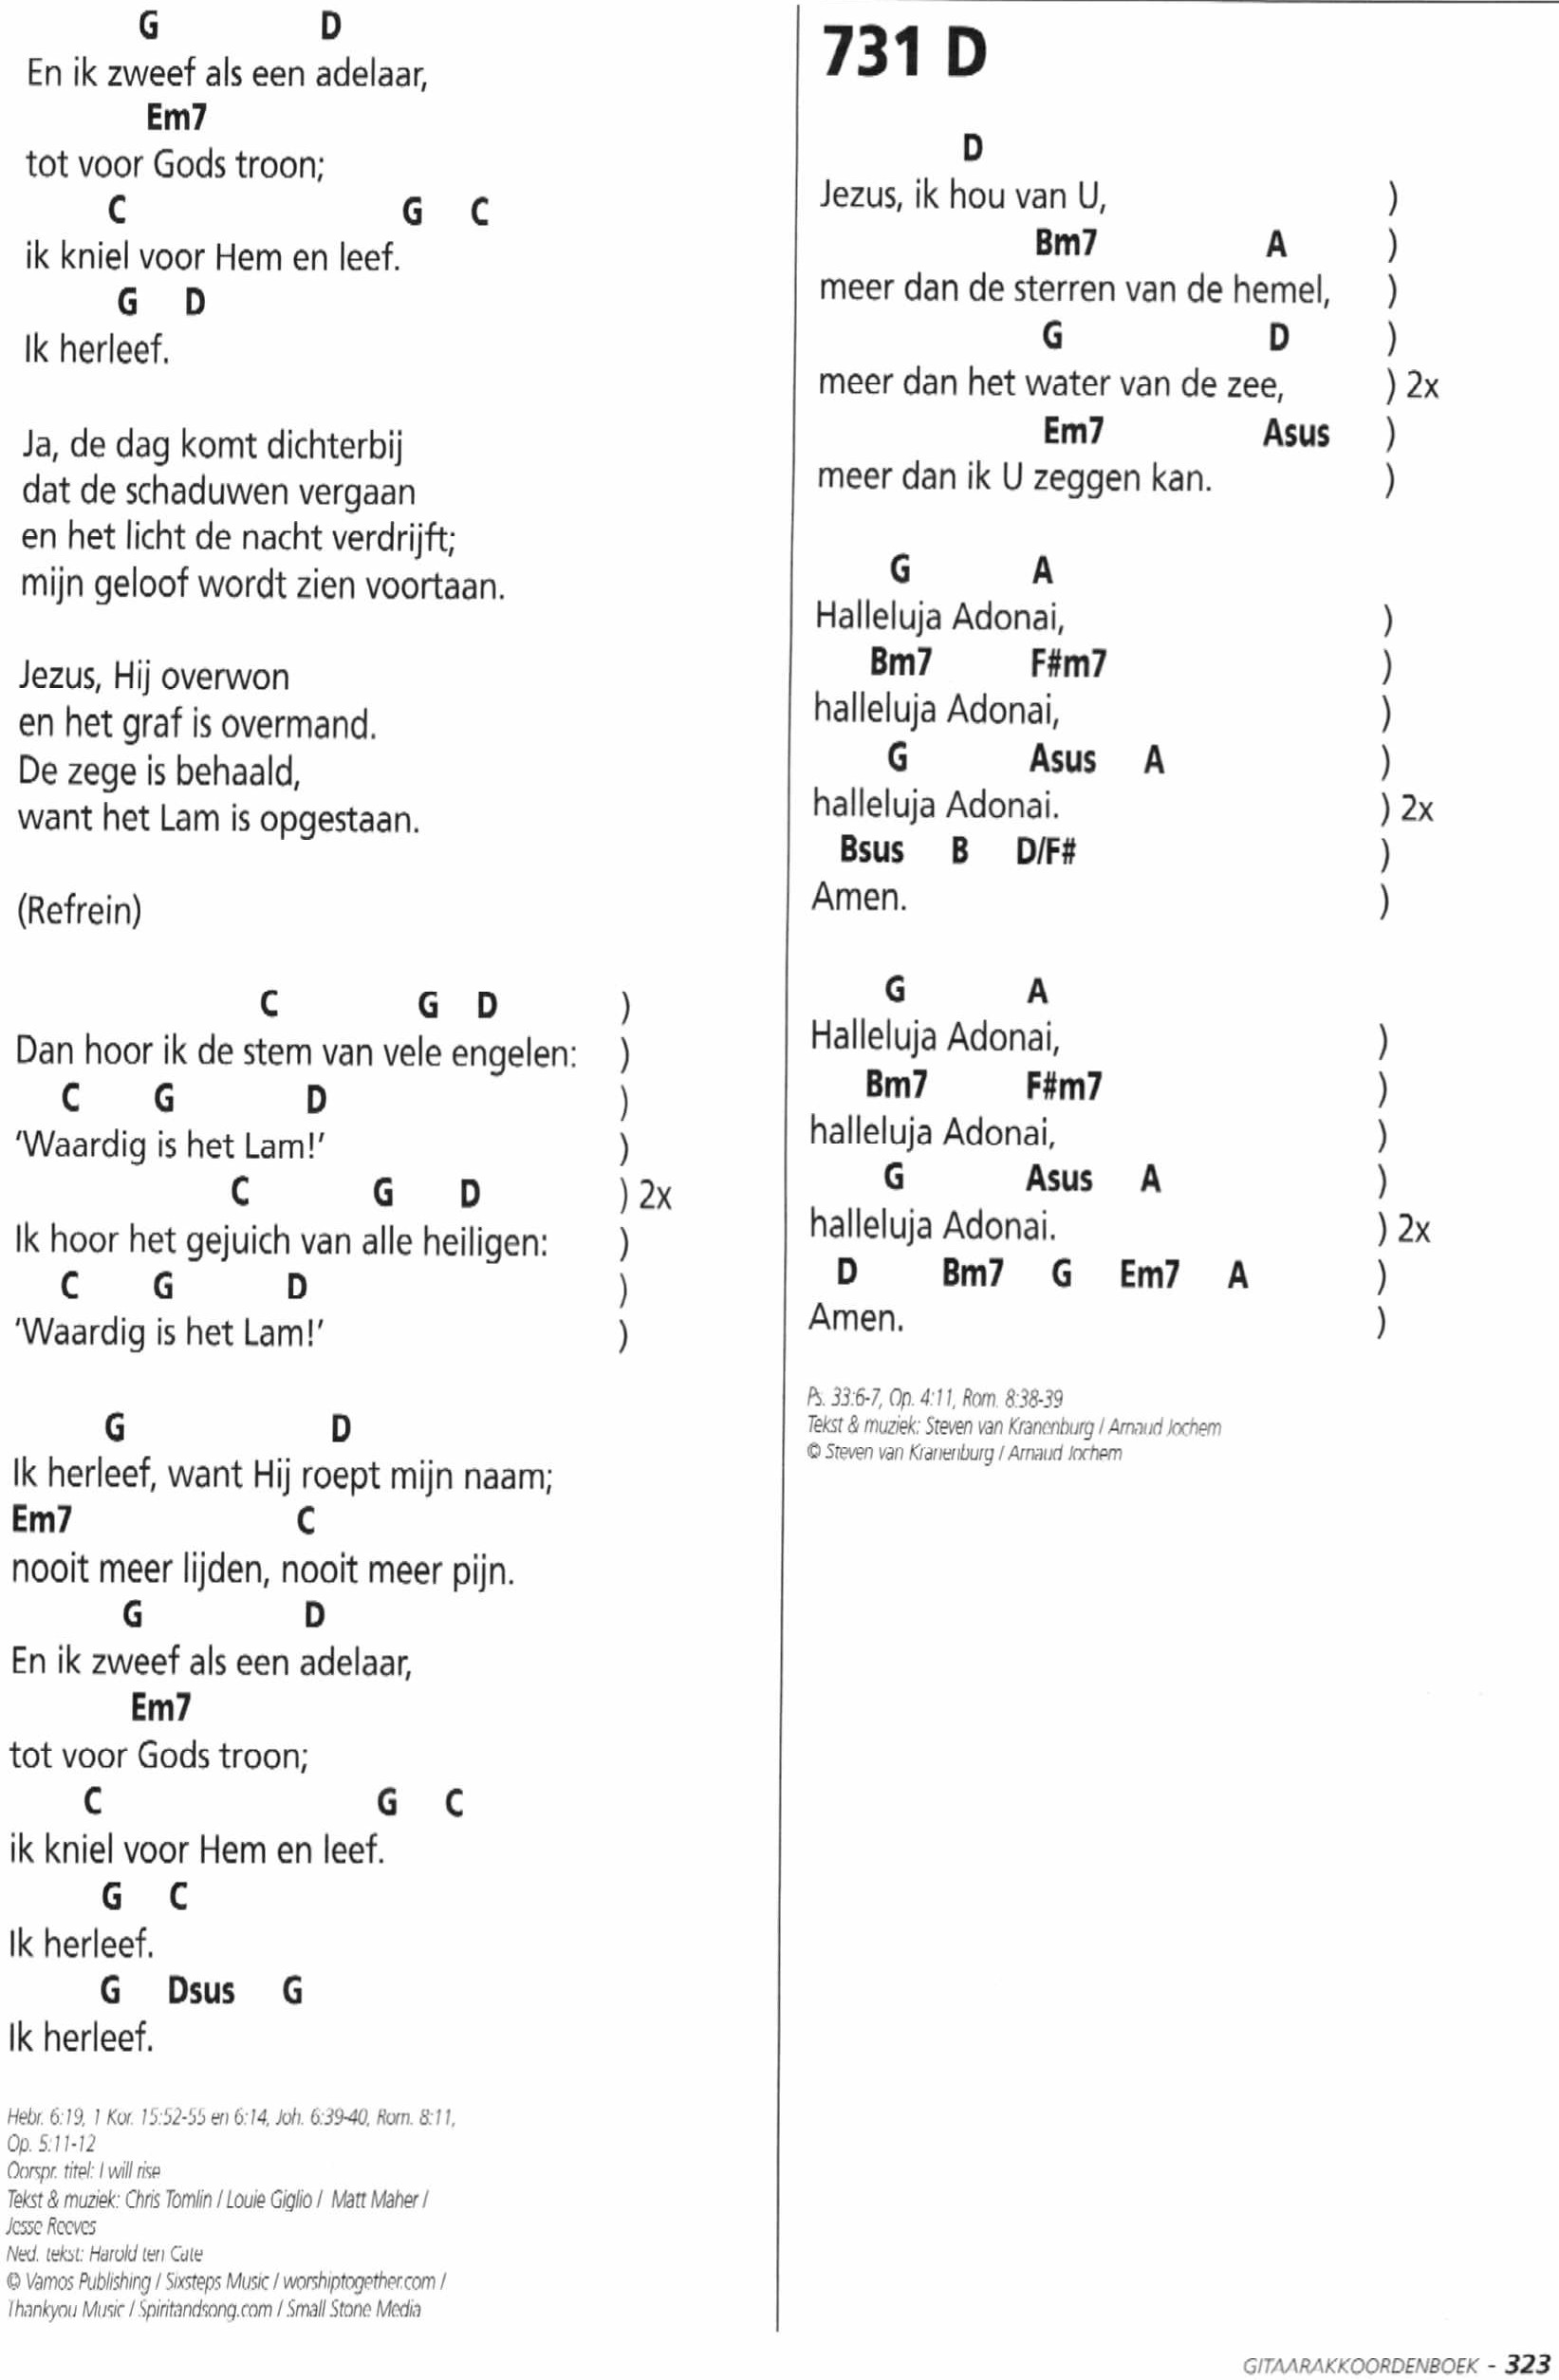 G D
En ik zweef als een adelaar,
Em7
tot voor Gods troon;
C G C
ik kniel voor Hem en leef.
G D
Ik herleef.
Ja, de dag komt dichterbij
dat de schaduwen vergaan
en het licht de nacht verdrijft;
mijn geloof wordt zien voortaan.
Jezus, Hij overwon
en het graf is overmand.
De zege is behaald,
want het Lam is opgestaan.
(Refrein)
C G D )
Dan hoor ik de stem van vele engelen: )
C G D )
‘Waardig is het Lam!’ )
C G D ) 2x
Ik hoor het gejuich van alle heiligen: )
C G D )
‘Waardig is het Lam!’ )
G D
Ik herleef, want Hij roept mijn naam;
Em7 C
nooit meer lijden, nooit meer pijn.
G D
En ik zweef als een adelaar,
Em7
tot voor Gods troon;
C G C
ik kniel voor Hem en leef.
G C
Ik herleef.
G Dsus G
Ik herleef.
Hebr. 6:19, 1 Kor. 15:52-55 en 6:14, Joh. 6:39-40, Rom. 8:11,
Op. 5:11-12
Oorspr. titel: I will rise
Tekst & muziek: Chris Tomlin / Louie Giglio / Matt Maher /
Jesse Reeves
Ned. tekst: Harold ten Cate
© Vamos Publishing / Sixsteps Music / worshiptogether.com /
Thankyou Music / Spiritandsong.com / Small Stone Media
731 D
D
Jezus, ik hou van U, )
Bm7 A )
meer dan de sterren van de hemel, )
G D )
meer dan het water van de zee, ) 2x
Em7 Asus )
meer dan ik U zeggen kan. )
G A
Halleluja Adonai, )
Bm7 F#m7 )
halleluja Adonai, )
G Asus A )
halleluja Adonai. ) 2x
Bsus B D/F# )
Amen. )
G A
Halleluja Adonai, )
Bm7 F#m7 )
halleluja Adonai, )
G Asus A )
halleluja Adonai. ) 2x
D Bm7 G Em7 A )
Amen. )
Ps. 33:6-7, Op. 4:11, Rom. 8:38-39
Tekst & muziek: Steven van Kranenburg / Arnaud Jochem
© Steven van Kranenburg / Arnaud Jochem
GITAARAKKOORDENBOEK - 323